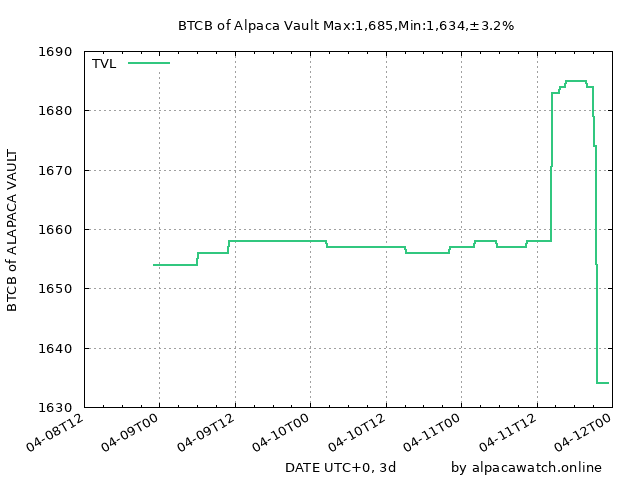 BTCB of Alpaca Vault Max:1,685,Min:1,634,±3.2%
TVL
BTCB of ALAPACA VAULT
1690
1680
1670
1660
1650
1640
1630
04-08T12
04-09T00
04-09T12
04-10T00
04-10T12
04-11T00
04-11T12
04-12T00
DATE UTC+0, 3d
by alpacawatch.online